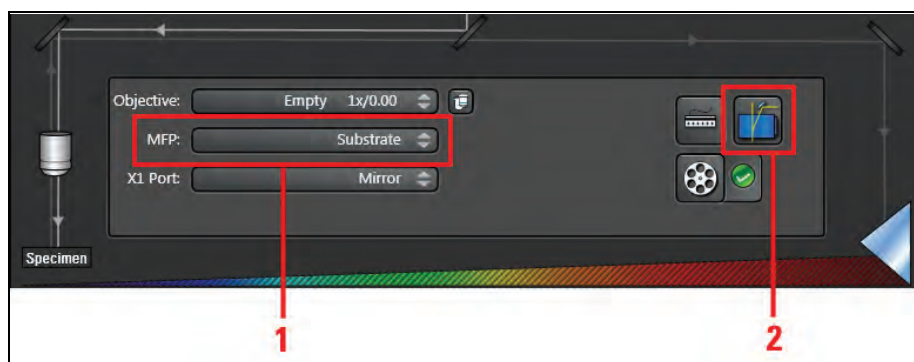 Objective: Empty 1x/0.00
MFP: Substrate
X1 Port: Mirror
Specimen
1 2